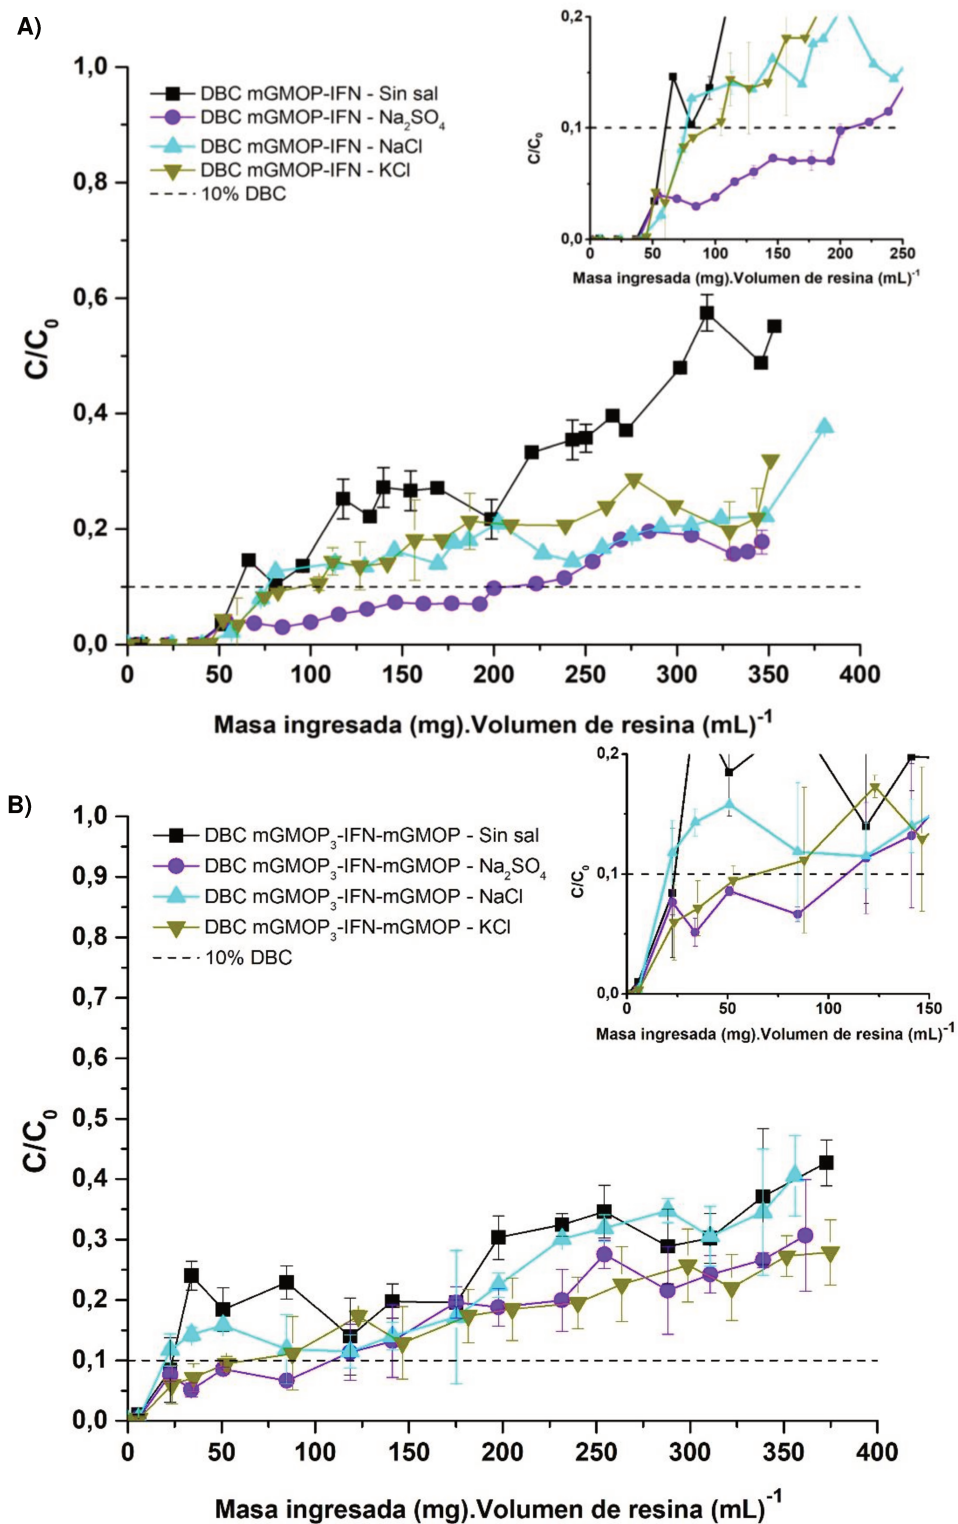 A)
1,0
0,8
0,6
0,4
0,2
0,0
C/C₀
DBC mGMOP-IFN - Sin sal
DBC mGMOP-IFN - Na₂SO₄
DBC mGMOP-IFN - NaCl
DBC mGMOP-IFN - KCl
10% DBC
0,2
0,1
0,0
C/C₀
0 50 100 150 200 250
Masa ingresada (mg).Volumen de resina (mL)⁻¹
0 50 100 150 200 250 300 350 400
Masa ingresada (mg).Volumen de resina (mL)⁻¹
B)
1,0
0,9
0,8
0,7
0,6
0,5
0,4
0,3
0,2
0,1
0,0
C/C₀
DBC mGMOP₃-IFN-mGMOP - Sin sal
DBC mGMOP₃-IFN-mGMOP - Na₂SO₄
DBC mGMOP₃-IFN-mGMOP - NaCl
DBC mGMOP₃-IFN-mGMOP - KCl
10% DBC
0,2
0,1
0,0
C/C₀
0 50 100 150
Masa ingresada (mg).Volumen de resina (mL)⁻¹
0 50 100 150 200 250 300 350 400
Masa ingresada (mg).Volumen de resina (mL)⁻¹